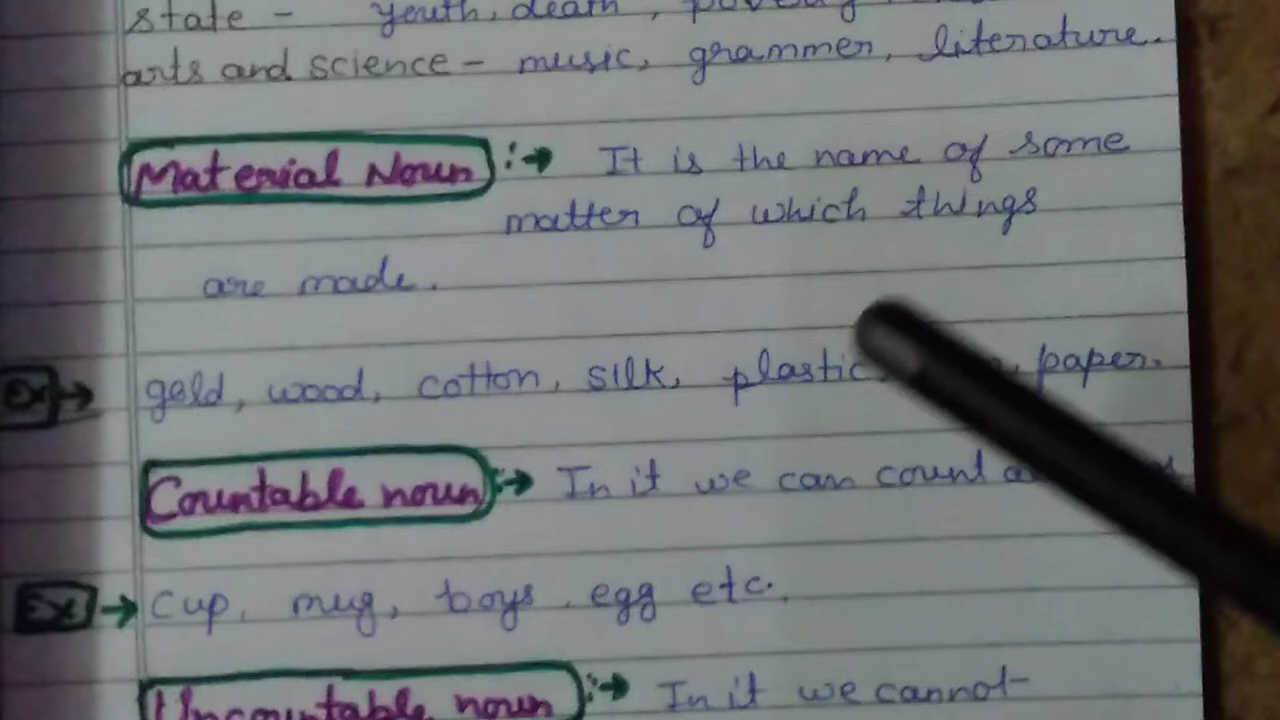 state - youth, death,
arts and science - music, grammer, literature.
Material Noun :→ It is the name of some
matter of which things
are made.
Ex → gold, wood, cotton, silk, plastic, paper.
Countable noun :→ In it we can count
Ex → cup, mug, boys, egg etc.
Uncountable noun :→ In it we cannot